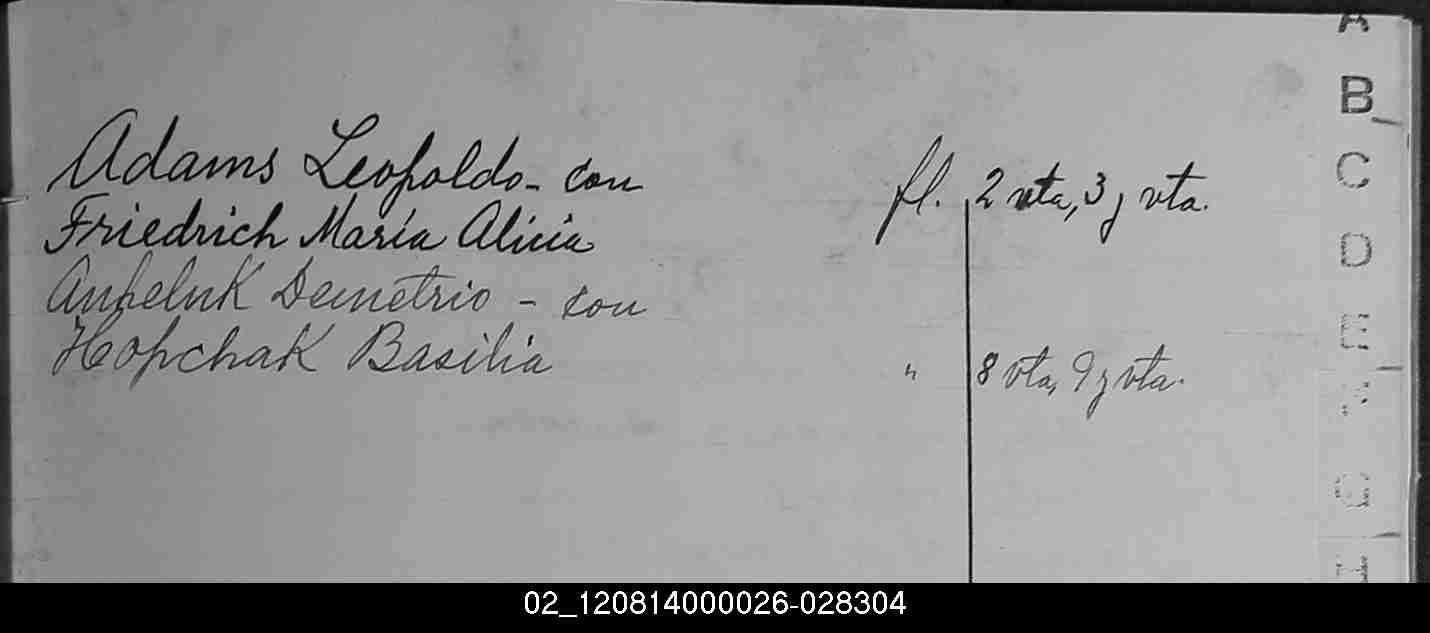 A
B
Adams Leopoldo - con
C
fl. 2 vta, 3 y vta.
Friedrich María Alicia
D
Demetrio - con
E
Hopchak Basilia
" 8 vta, 9 y vta.
F
G
02_120814000026-028304